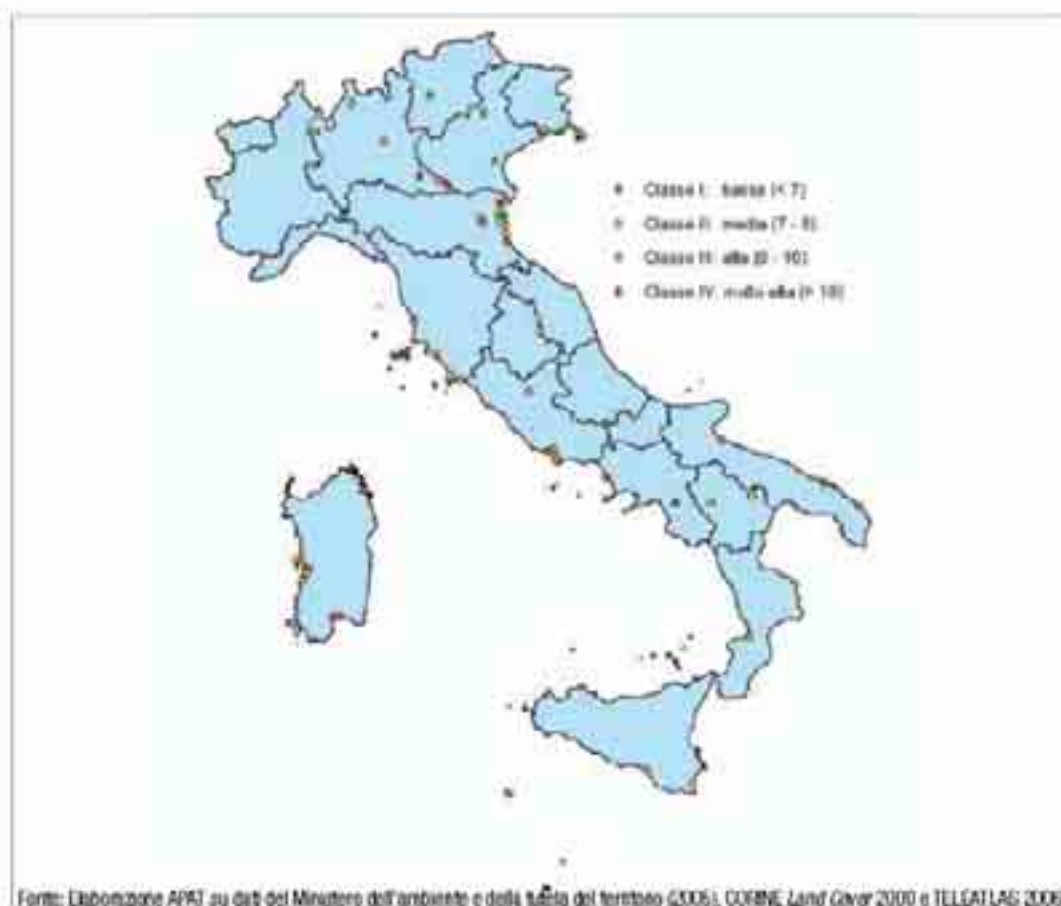 Classe I: bassa (< 7)
Classe II: media (7 - 8)
Classe III: alta (8 - 10)
Classe IV: molto alta (> 10)
Fonte: Elaborazione APAT su dati del Ministero dell'ambiente e della tutela del territorio (2005), CORINE Land Cover 2000 e TELEATLAS 2006